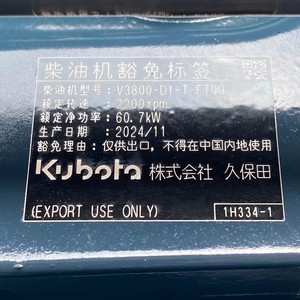 柴油机豁免标签
柴油机型号: V3800-D1-T-ET09
额定转速: 2200rpm
额定净功率: 60.7kW
生产日期: 2024/11
豁免理由: 仅供出口，不得在中国内地使用
Kubota 株式会社 久保田
(EXPORT USE ONLY)
1H334-1